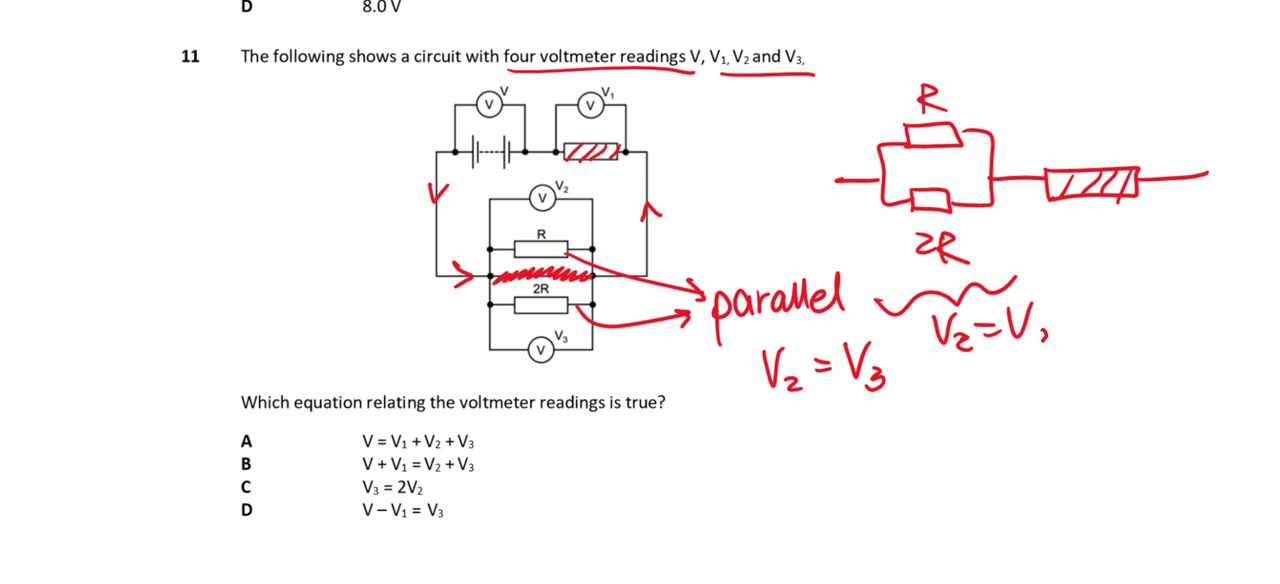 D 8.0 V
11 The following shows a circuit with four voltmeter readings V, V₁, V₂ and V₃,
V V V V₁
R
V V₂
R
R
2R
2R
parallel
V₂ = V,
V V₃
V₂ = V₃
Which equation relating the voltmeter readings is true?
A V = V₁ + V₂ + V₃
B V + V₁ = V₂ + V₃
C V₃ = 2V₂
D V – V₁ = V₃